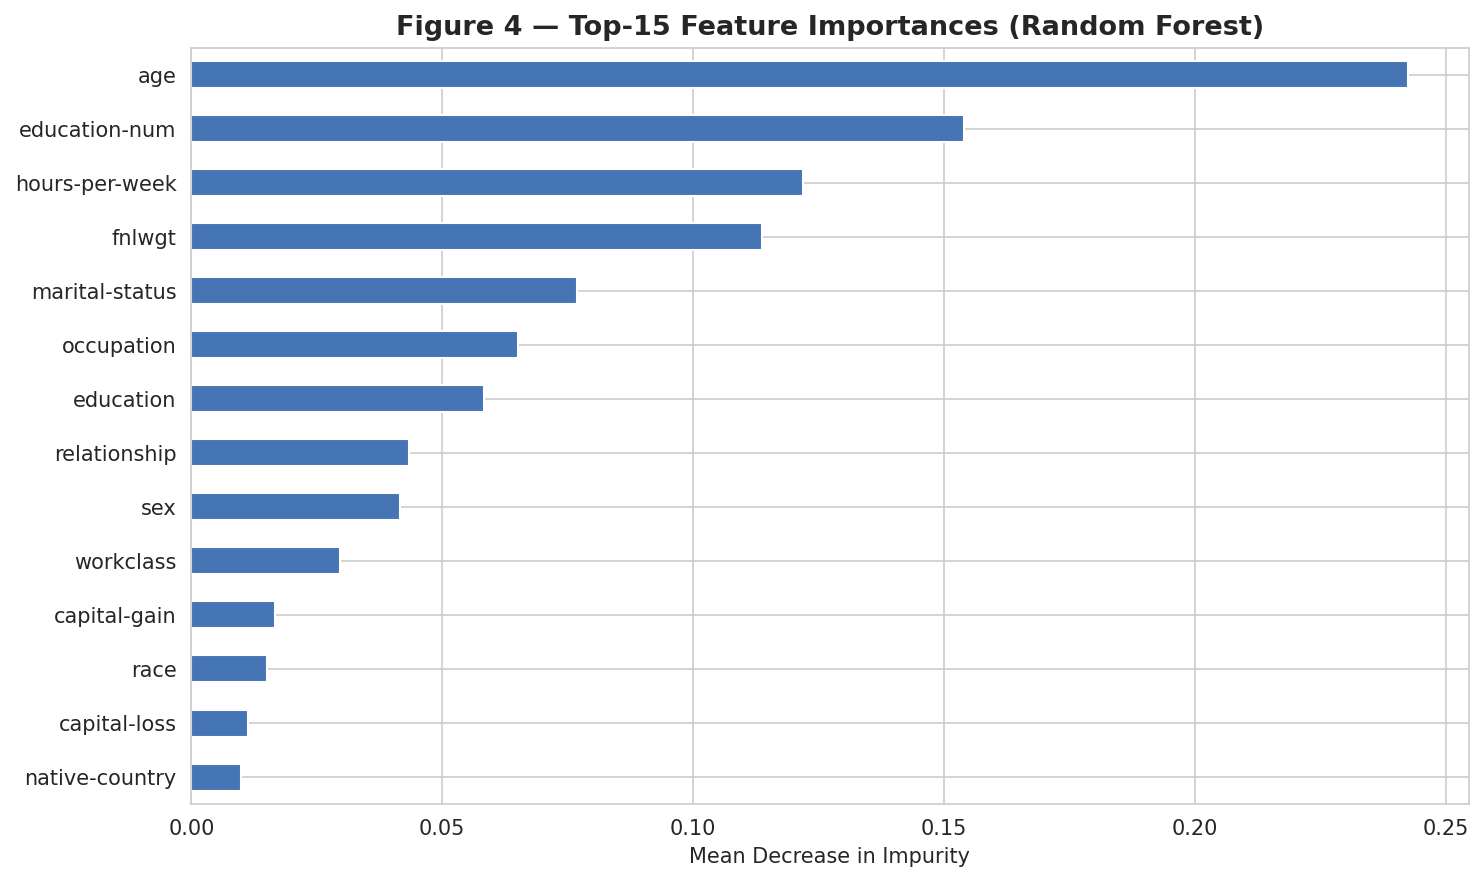 Figure 4 — Top-15 Feature Importances (Random Forest)
age
education-num
hours-per-week
fnlwgt
marital-status
occupation
education
relationship
sex
workclass
capital-gain
race
capital-loss
native-country
0.00 0.05 0.10 0.15 0.20 0.25
Mean Decrease in Impurity